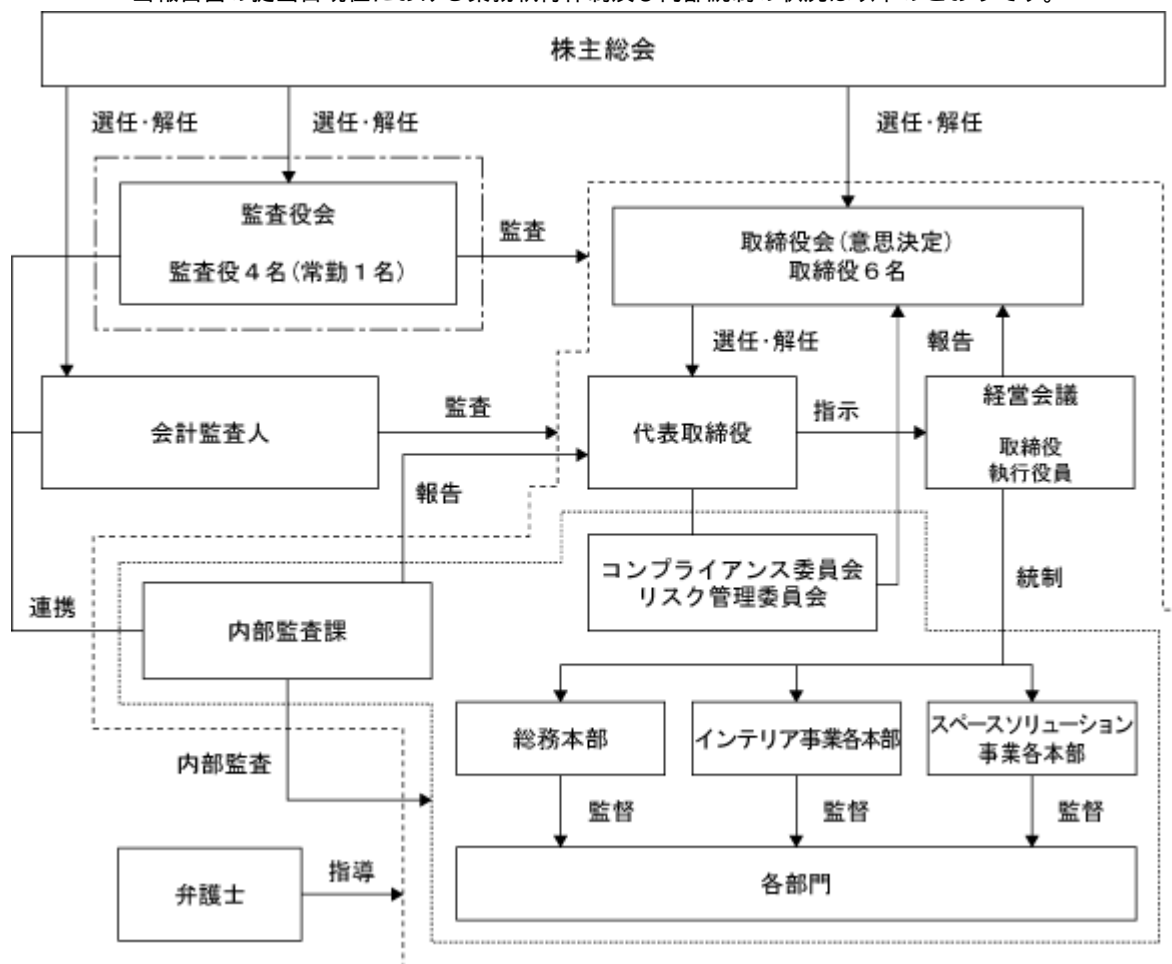 株主総会
選任・解任
選任・解任
選任・解任
監査役会
監査役４名（常勤１名）
監査
取締役会（意思決定）
取締役６名
選任・解任
報告
会計監査人
監査
代表取締役
指示
経営会議
取締役
執行役員
報告
コンプライアンス委員会
リスク管理委員会
統制
連携
内部監査課
総務本部
インテリア事業各本部
スペースソリューション
事業各本部
内部監査
監督
監督
監督
弁護士
指導
各部門